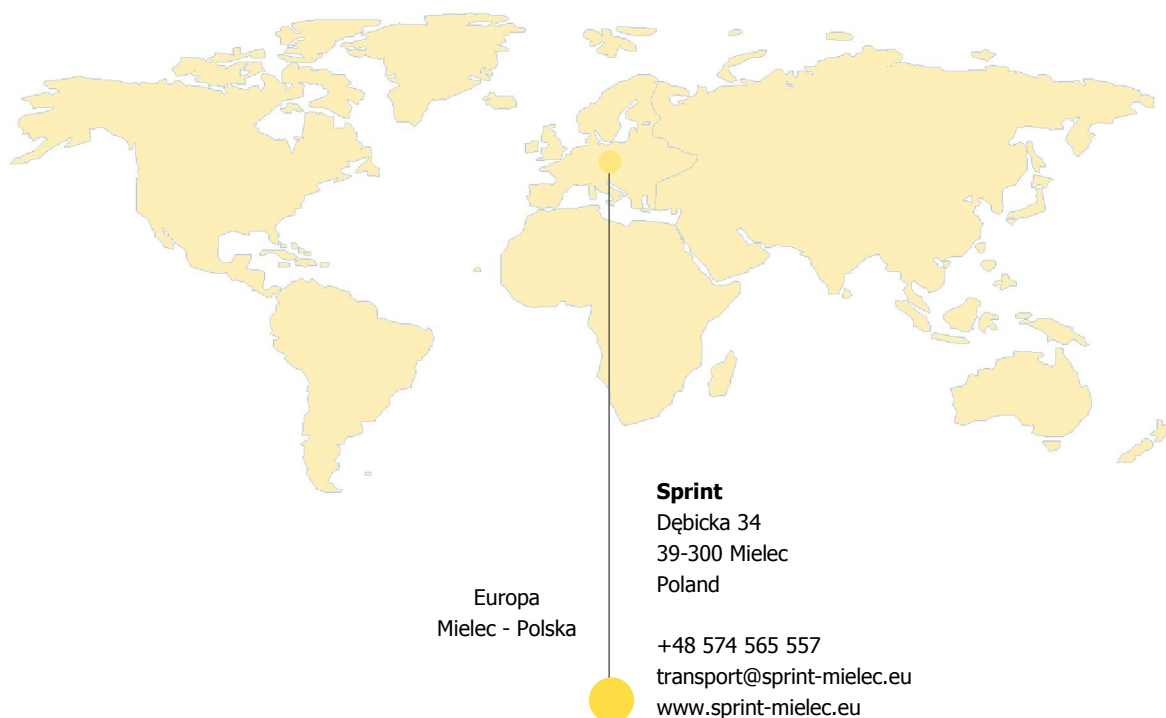 Sprint
Dębicka 34
39-300 Mielec
Poland
Europa
Mielec - Polska
+48 574 565 557
transport@sprint-mielec.eu
www.sprint-mielec.eu